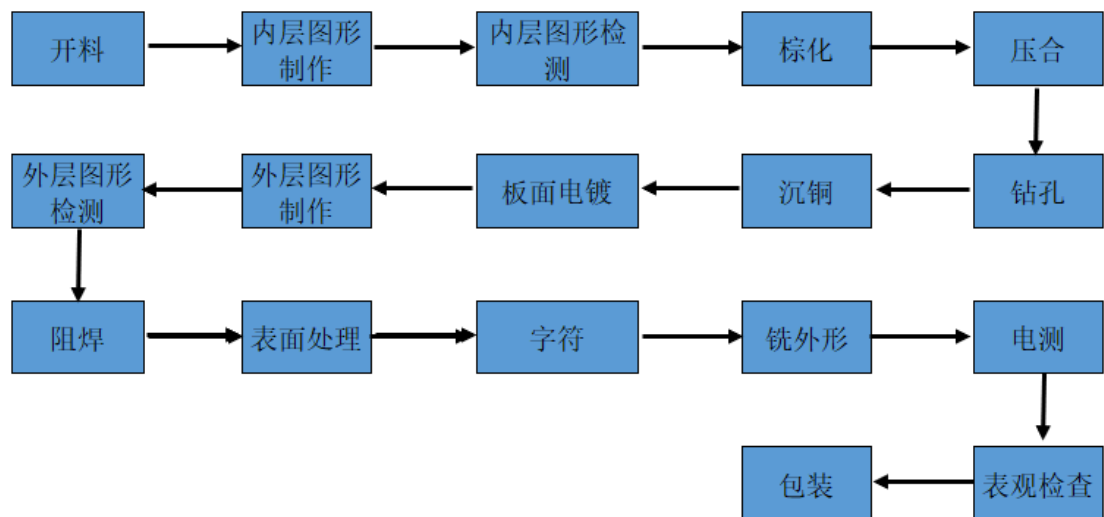 开料
内层图形
制作
内层图形检
测
棕化
压合
外层图形
检测
外层图形
制作
板面电镀
沉铜
钻孔
阻焊
表面处理
字符
铣外形
电测
包装
表观检查